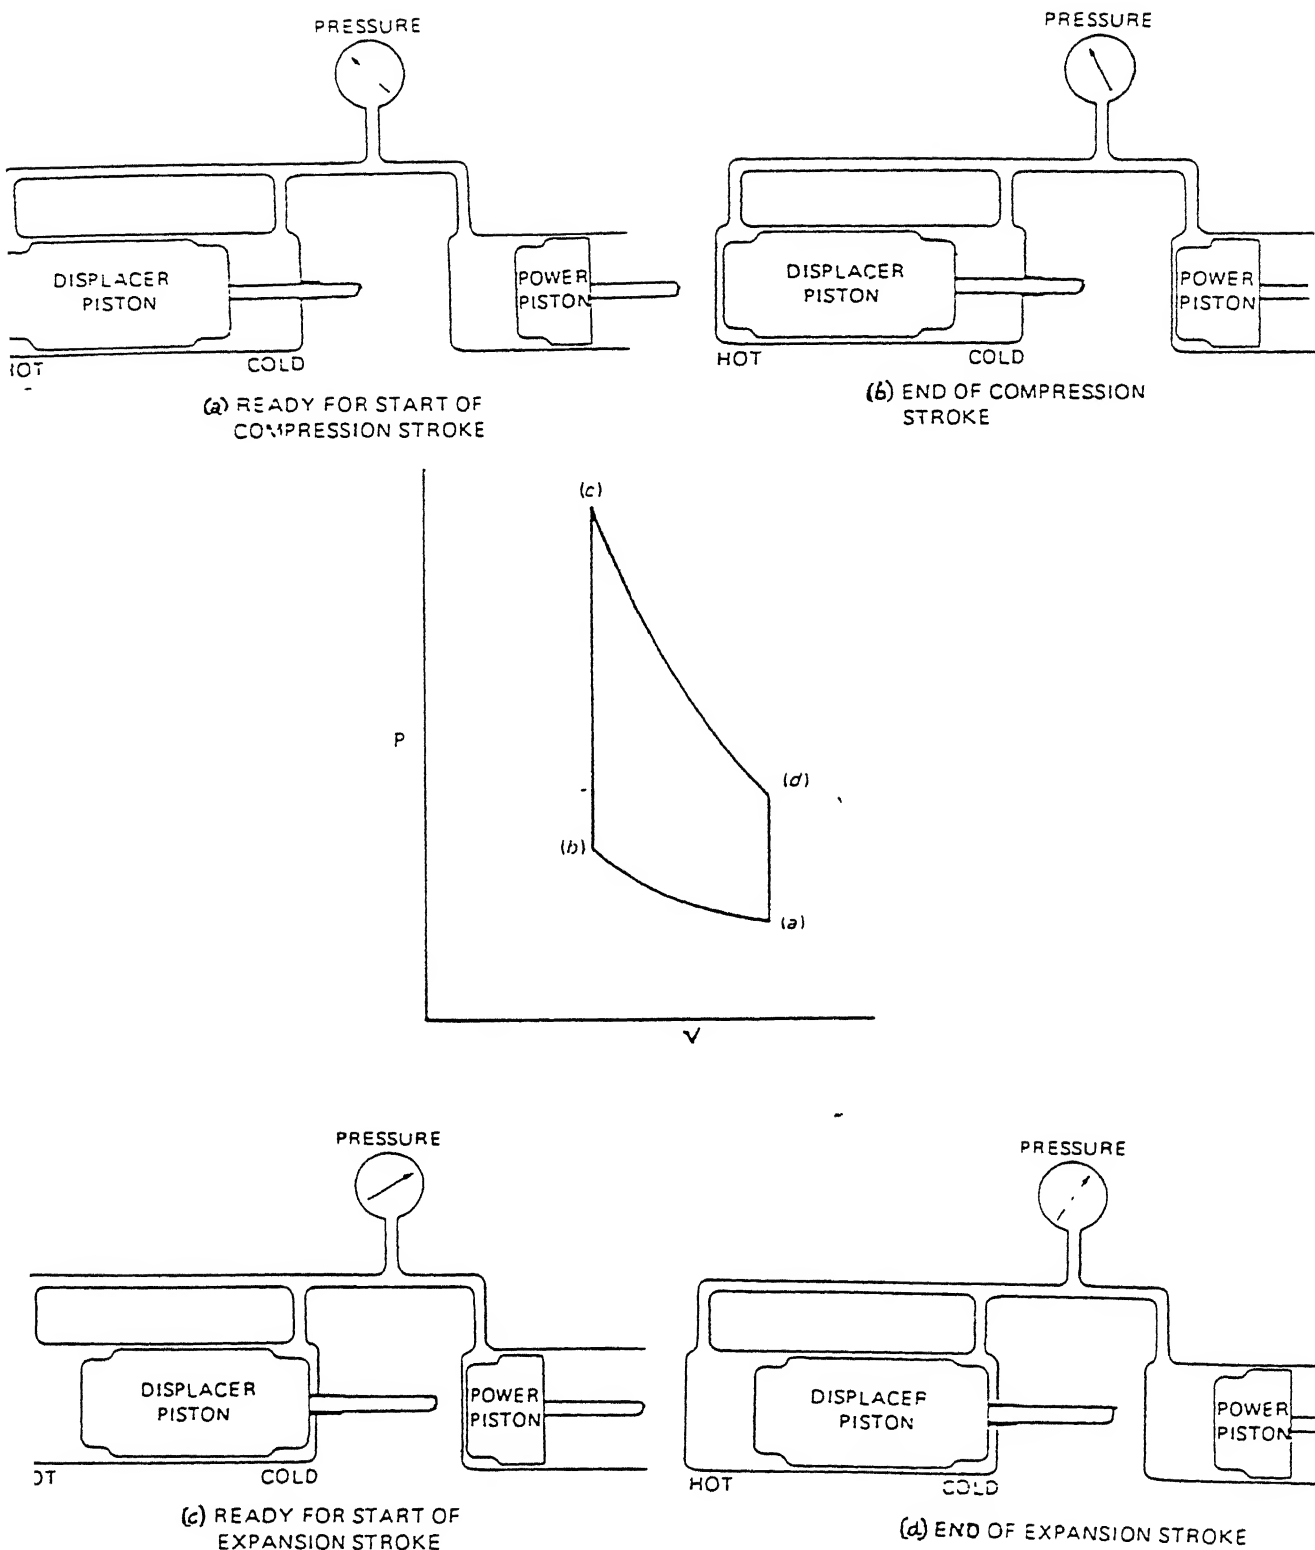 PRESSURE
PRESSURE
DISPLACER
PISTON
POWER
PISTON
DISPLACER
PISTON
POWER
PISTON
HOT
COLD
HOT
COLD
(a) READY FOR START OF
COMPRESSION STROKE
(b) END OF COMPRESSION
STROKE
(c)
P
(d)
(b)
(a)
V
PRESSURE
PRESSURE
DISPLACER
PISTON
POWER
PISTON
DISPLACER
PISTON
POWER
PISTON
OT
COLD
HOT
COLD
(c) READY FOR START OF
EXPANSION STROKE
(d) END OF EXPANSION STROKE